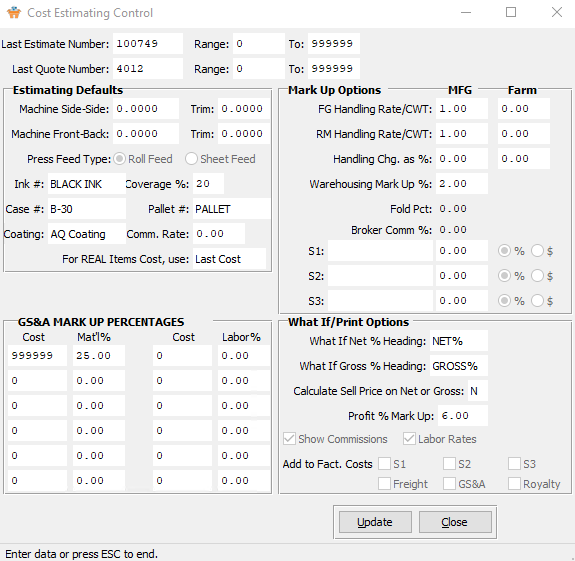 Cost Estimating Control
Last Estimate Number: 100749 Range: 0 To: 999999
Last Quote Number: 4012 Range: 0 To: 999999
Estimating Defaults
Machine Side-Side: 0.0000 Trim: 0.0000
Machine Front-Back: 0.0000 Trim: 0.0000
Press Feed Type: Roll Feed Sheet Feed
Ink #: BLACK INK Coverage %: 20
Case #: B-30 Pallet #: PALLET
Coating: AQ Coating Comm. Rate: 0.00
For REAL Items Cost, use: Last Cost
Mark Up Options MFG Farm
FG Handling Rate/CWT: 1.00 0.00
RM Handling Rate/CWT: 1.00 0.00
Handling Chg. as %: 0.00 0.00
Warehousing Mark Up %: 2.00
Fold Pct: 0.00
Broker Comm %: 0.00
S1: 0.00 % $
S2: 0.00 % $
S3: 0.00 % $
GS&A MARK UP PERCENTAGES
Cost Mat'l% Cost Labor%
999999 25.00 0 0.00
0 0.00 0 0.00
0 0.00 0 0.00
0 0.00 0 0.00
0 0.00 0 0.00
0 0.00 0 0.00
What If/Print Options
What If Net % Heading: NET%
What If Gross % Heading: GROSS%
Calculate Sell Price on Net or Gross: N
Profit % Mark Up: 6.00
Show Commissions Labor Rates
Add to Fact. Costs S1 S2 S3
Freight GS&A Royalty
Update Close
Enter data or press ESC to end.